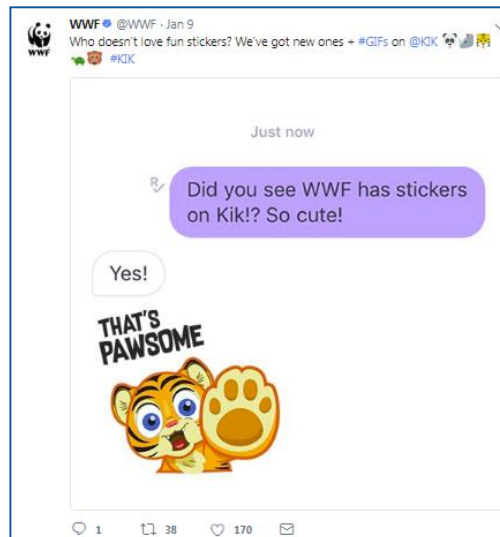 WWF @WWF · Jan 9
Who doesn't love fun stickers? We've got new ones + #GIFs on @KIK
#KIK
WWF
Just now
R
Did you see WWF has stickers
on Kik!? So cute!
Yes!
THAT'S
PAWSOME
1 38 170